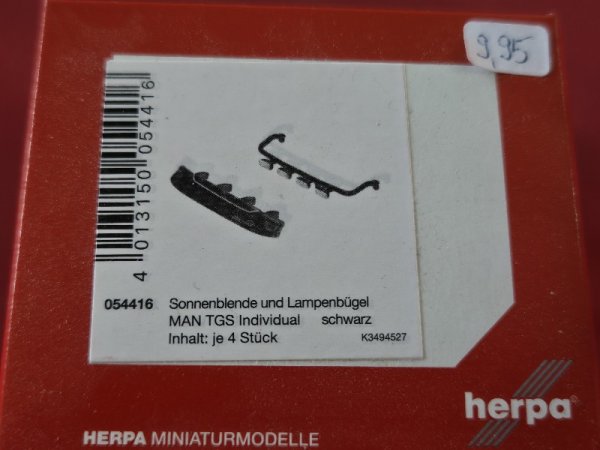 9,95
4 013150 054416
054416 Sonnenblende und Lampenbügel
MAN TGS Individual schwarz
Inhalt: je 4 Stück K3494527
herpa®
HERPA MINIATURMODELLE